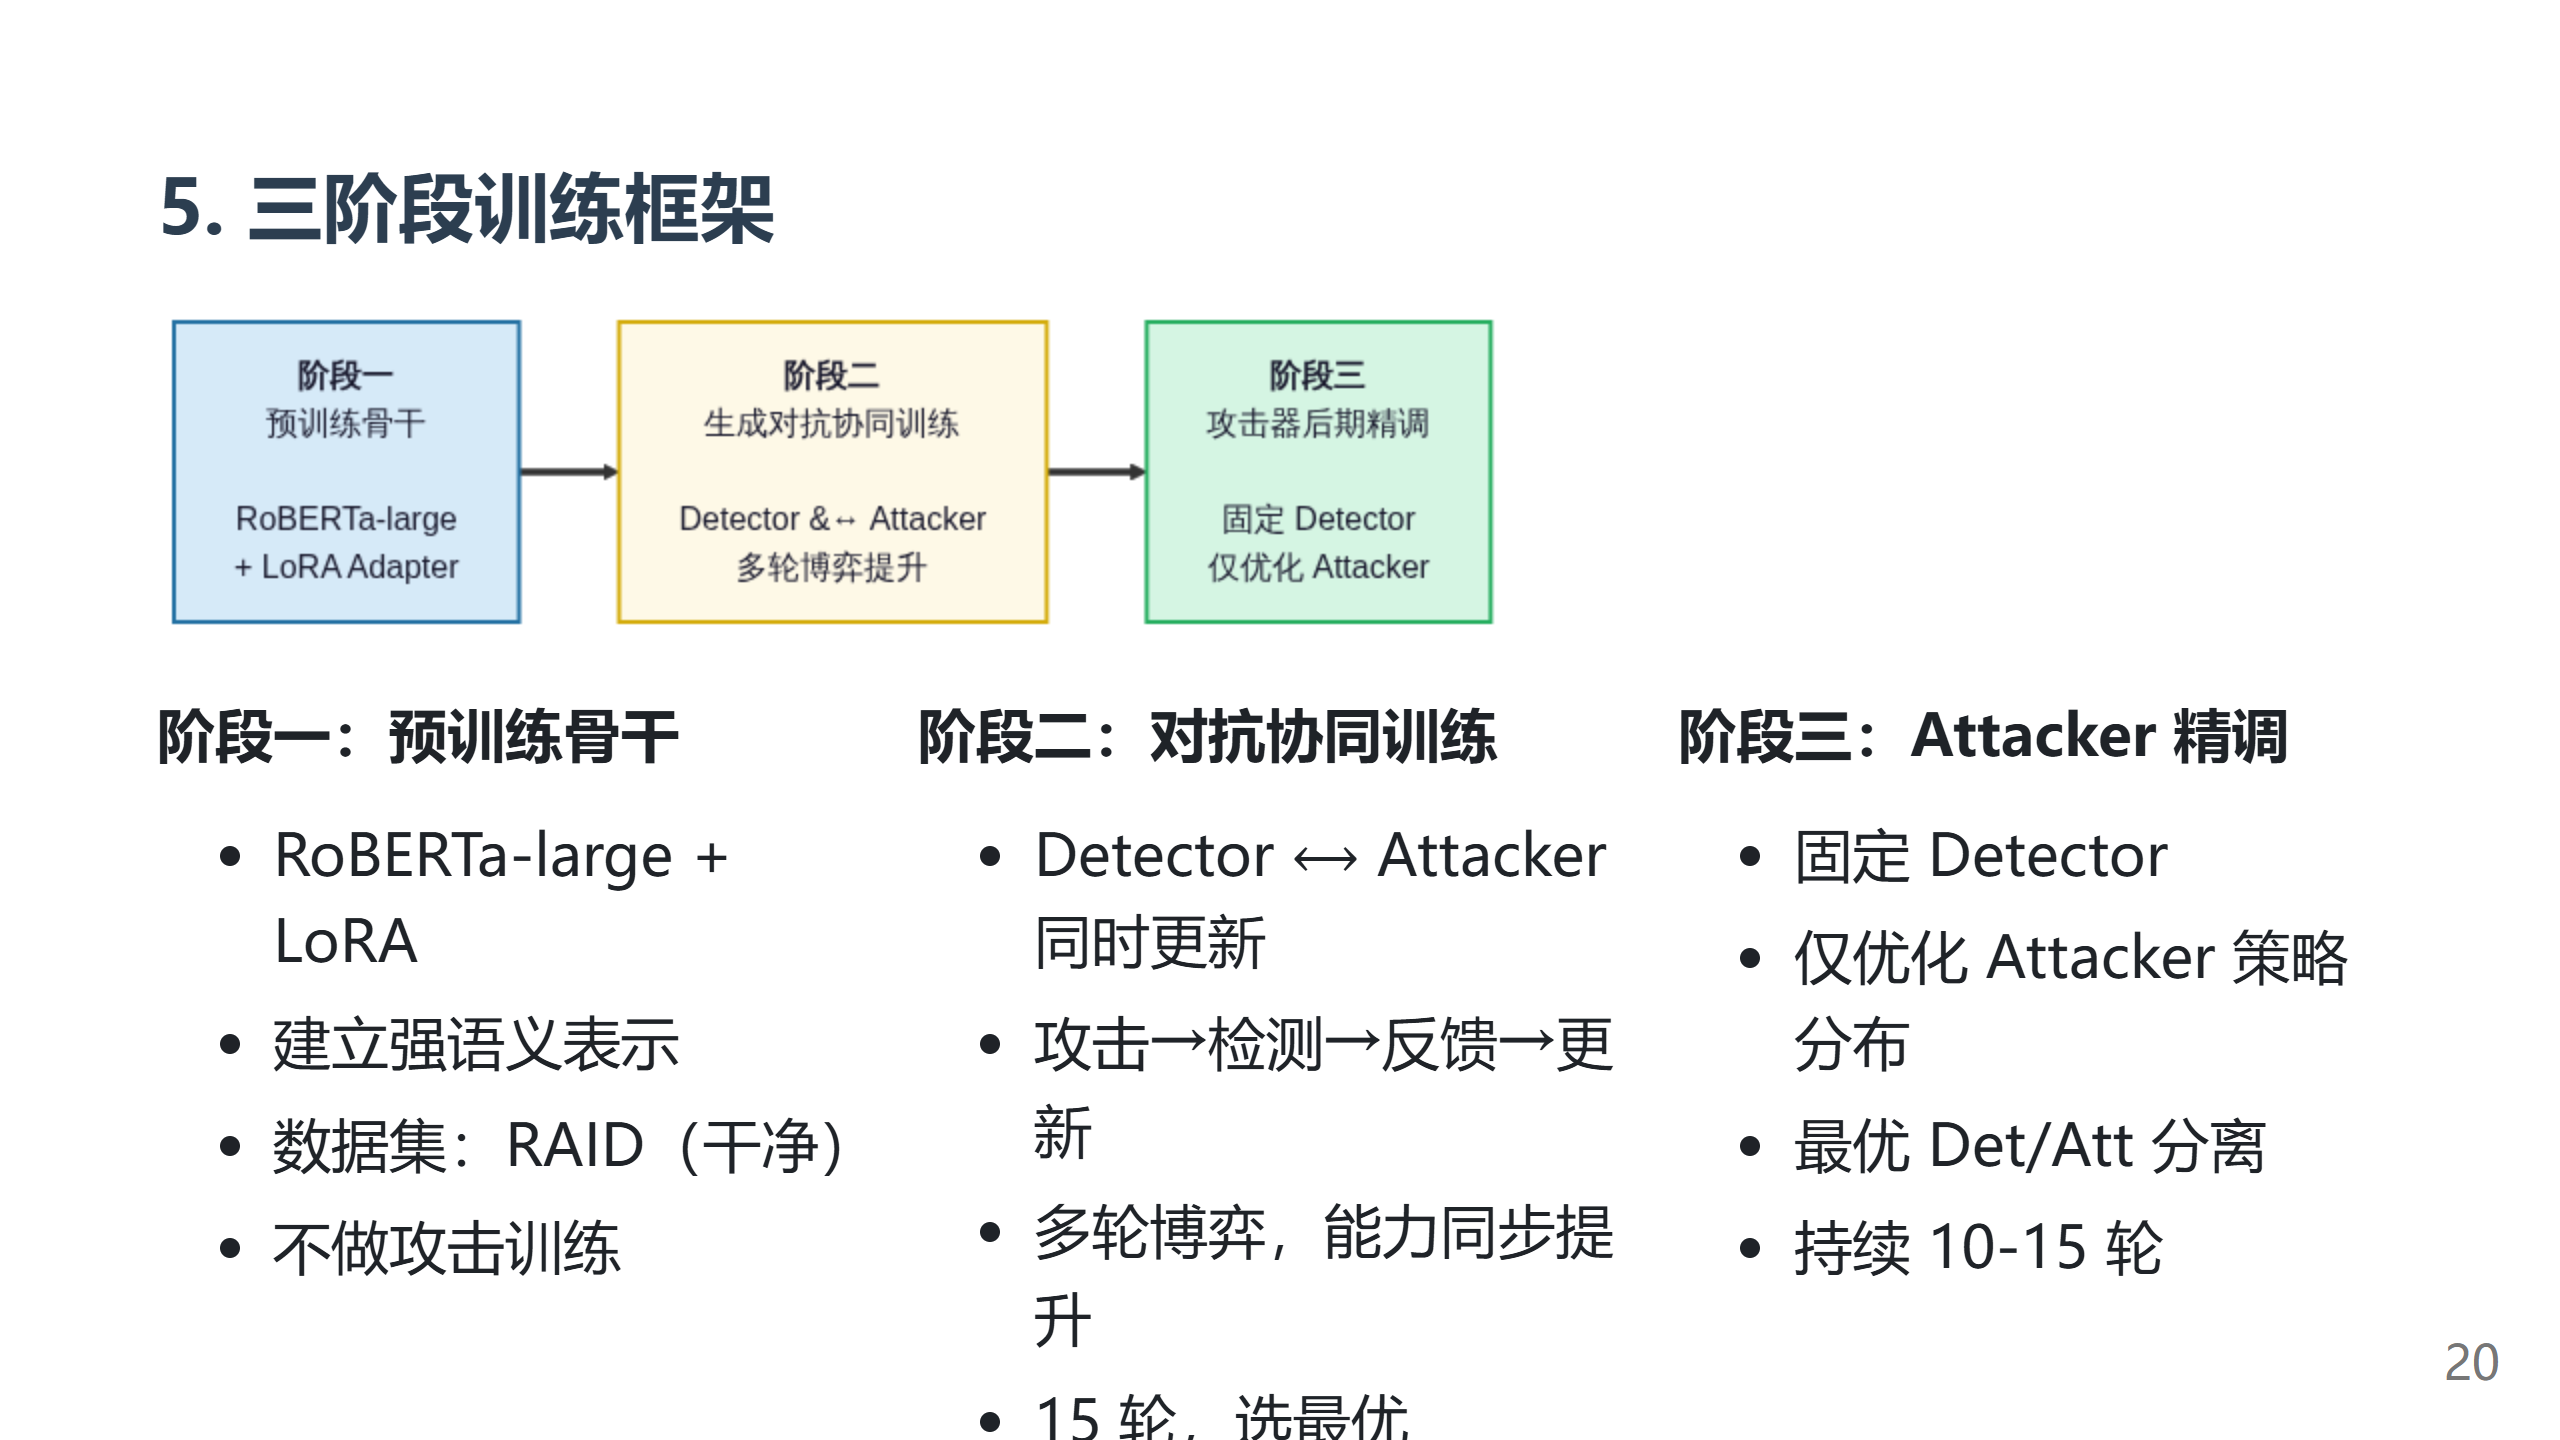 5. 三阶段训练框架
阶段一
预训练骨干
RoBERTa-large
+ LoRA Adapter
阶段二
生成对抗协同训练
Detector &↔ Attacker
多轮博弈提升
阶段三
攻击器后期精调
固定 Detector
仅优化 Attacker
阶段一：预训练骨干
• RoBERTa-large +
LoRA
• 建立强语义表示
• 数据集：RAID（干净）
• 不做攻击训练
阶段二：对抗协同训练
• Detector ⟷ Attacker
同时更新
• 攻击→检测→反馈→更
新
• 多轮博弈，能力同步提
升
• 15 轮，选最优
阶段三：Attacker 精调
• 固定 Detector
• 仅优化 Attacker 策略
分布
• 最优 Det/Att 分离
• 持续 10-15 轮
20